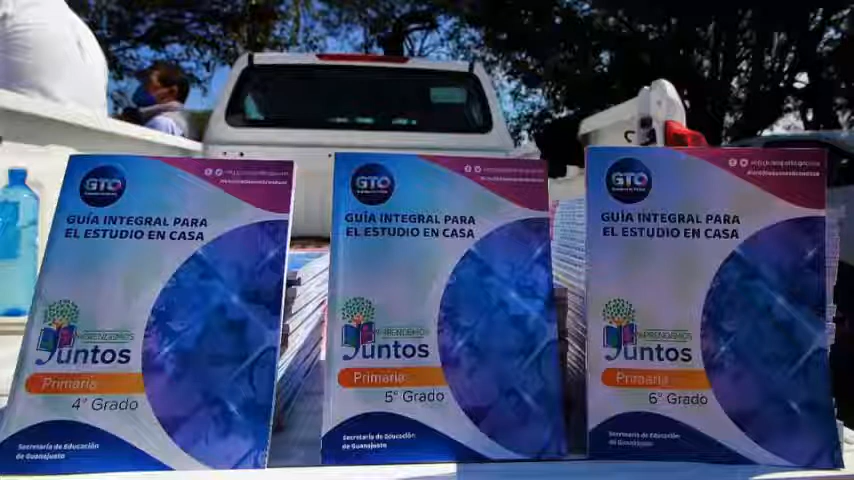 GTO
GUÍA INTEGRAL PARA
EL ESTUDIO EN CASA
APRENDEMOS
Juntos
Primaria
4° Grado
Secretaría de Educación
de Guanajuato
GTO
GUÍA INTEGRAL PARA
EL ESTUDIO EN CASA
APRENDEMOS
Juntos
Primaria
5° Grado
Secretaría de Educación
de Guanajuato
GTO
GUÍA INTEGRAL PARA
EL ESTUDIO EN CASA
APRENDEMOS
Juntos
Primaria
6° Grado
Secretaría de Educación
de Guanajuato